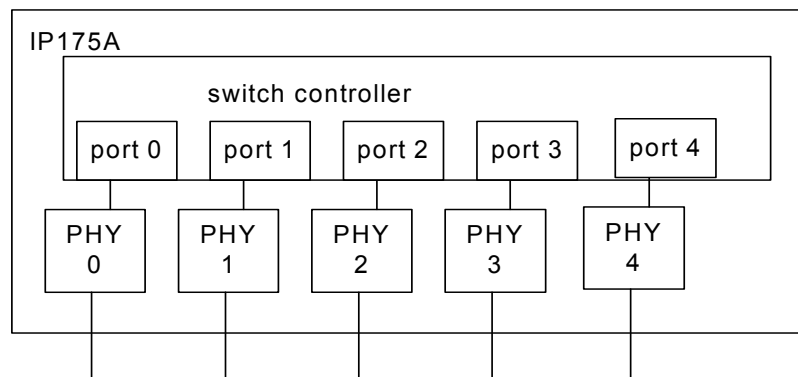 IP175A
switch controller
port 0
port 1
port 2
port 3
port 4
PHY
0
PHY
1
PHY
2
PHY
3
PHY
4